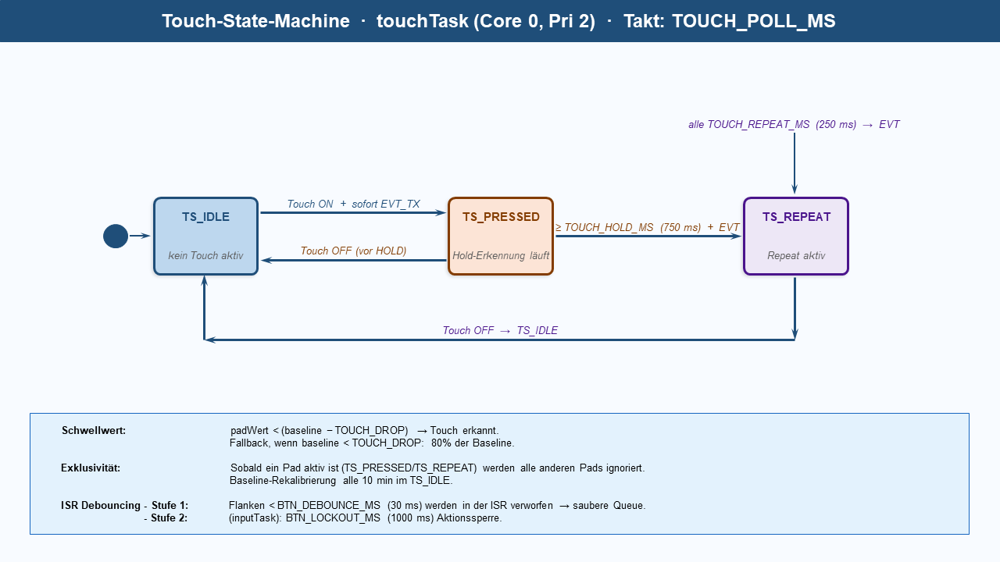 Touch-State-Machine · touchTask (Core 0, Pri 2) · Takt: TOUCH_POLL_MS
alle TOUCH_REPEAT_MS (250 ms) → EVT
Touch ON + sofort EVT_TX
TS_IDLE
TS_PRESSED
TS_REPEAT
≥ TOUCH_HOLD_MS (750 ms) + EVT
Touch OFF (vor HOLD)
kein Touch aktiv
Hold-Erkennung läuft
Repeat aktiv
Touch OFF → TS_IDLE
Schwellwert: padWert < (baseline − TOUCH_DROP) → Touch erkannt.
Fallback, wenn baseline < TOUCH_DROP: 80% der Baseline.
Exklusivität: Sobald ein Pad aktiv ist (TS_PRESSED/TS_REPEAT) werden alle anderen Pads ignoriert.
Baseline-Rekalibrierung alle 10 min im TS_IDLE.
ISR Debouncing - Stufe 1: Flanken < BTN_DEBOUNCE_MS (30 ms) werden in der ISR verworfen → saubere Queue.
- Stufe 2: (inputTask): BTN_LOCKOUT_MS (1000 ms) Aktionssperre.